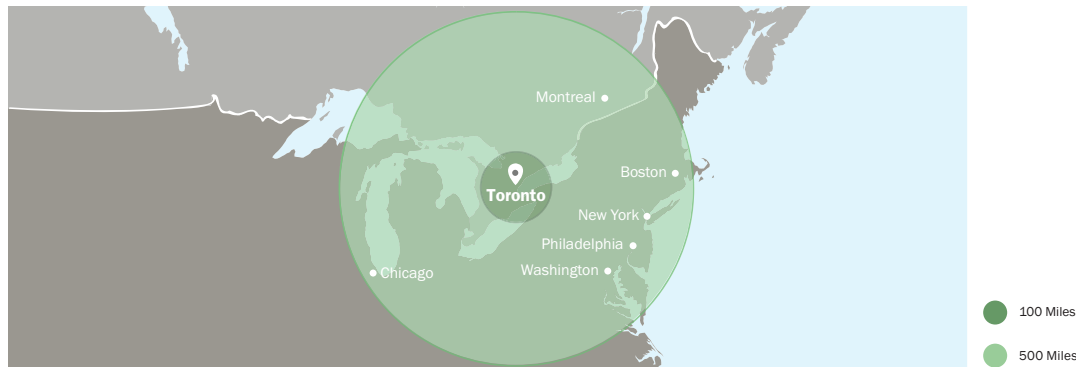 Montreal
Boston
Toronto
New York
Philadelphia
Washington
Chicago
100 Miles
500 Miles